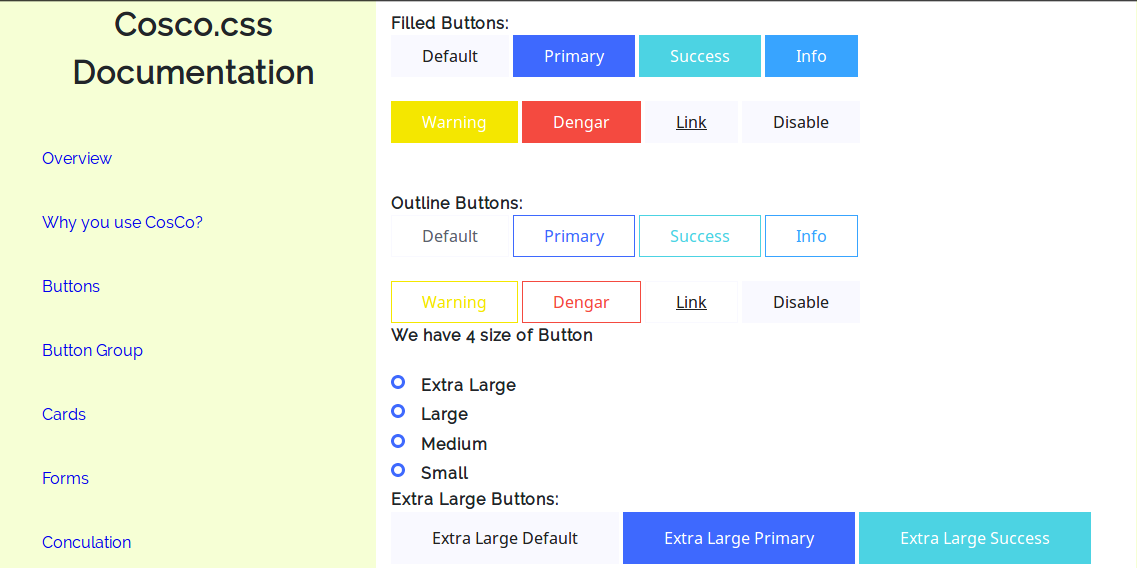 Cosco.css
Documentation
Overview
Why you use CosCo?
Buttons
Button Group
Cards
Forms
Conculation
Filled Buttons:
Default Primary Success Info
Warning Dengar Link Disable
Outline Buttons:
Default Primary Success Info
Warning Dengar Link Disable
We have 4 size of Button
Extra Large
Large
Medium
Small
Extra Large Buttons:
Extra Large Default Extra Large Primary Extra Large Success